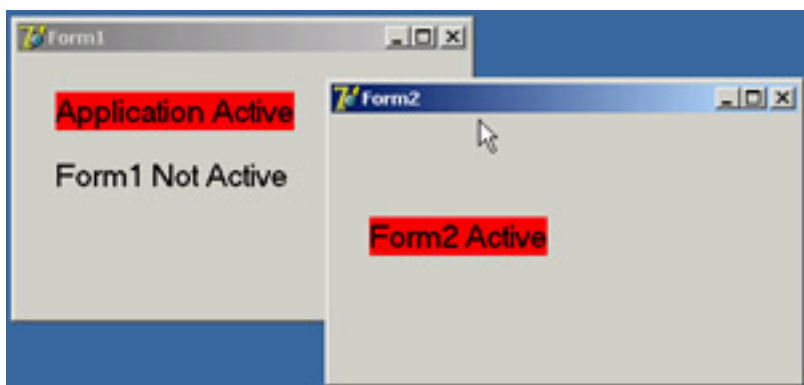 Form1
Application Active
Form1 Not Active
Form2
Form2 Active